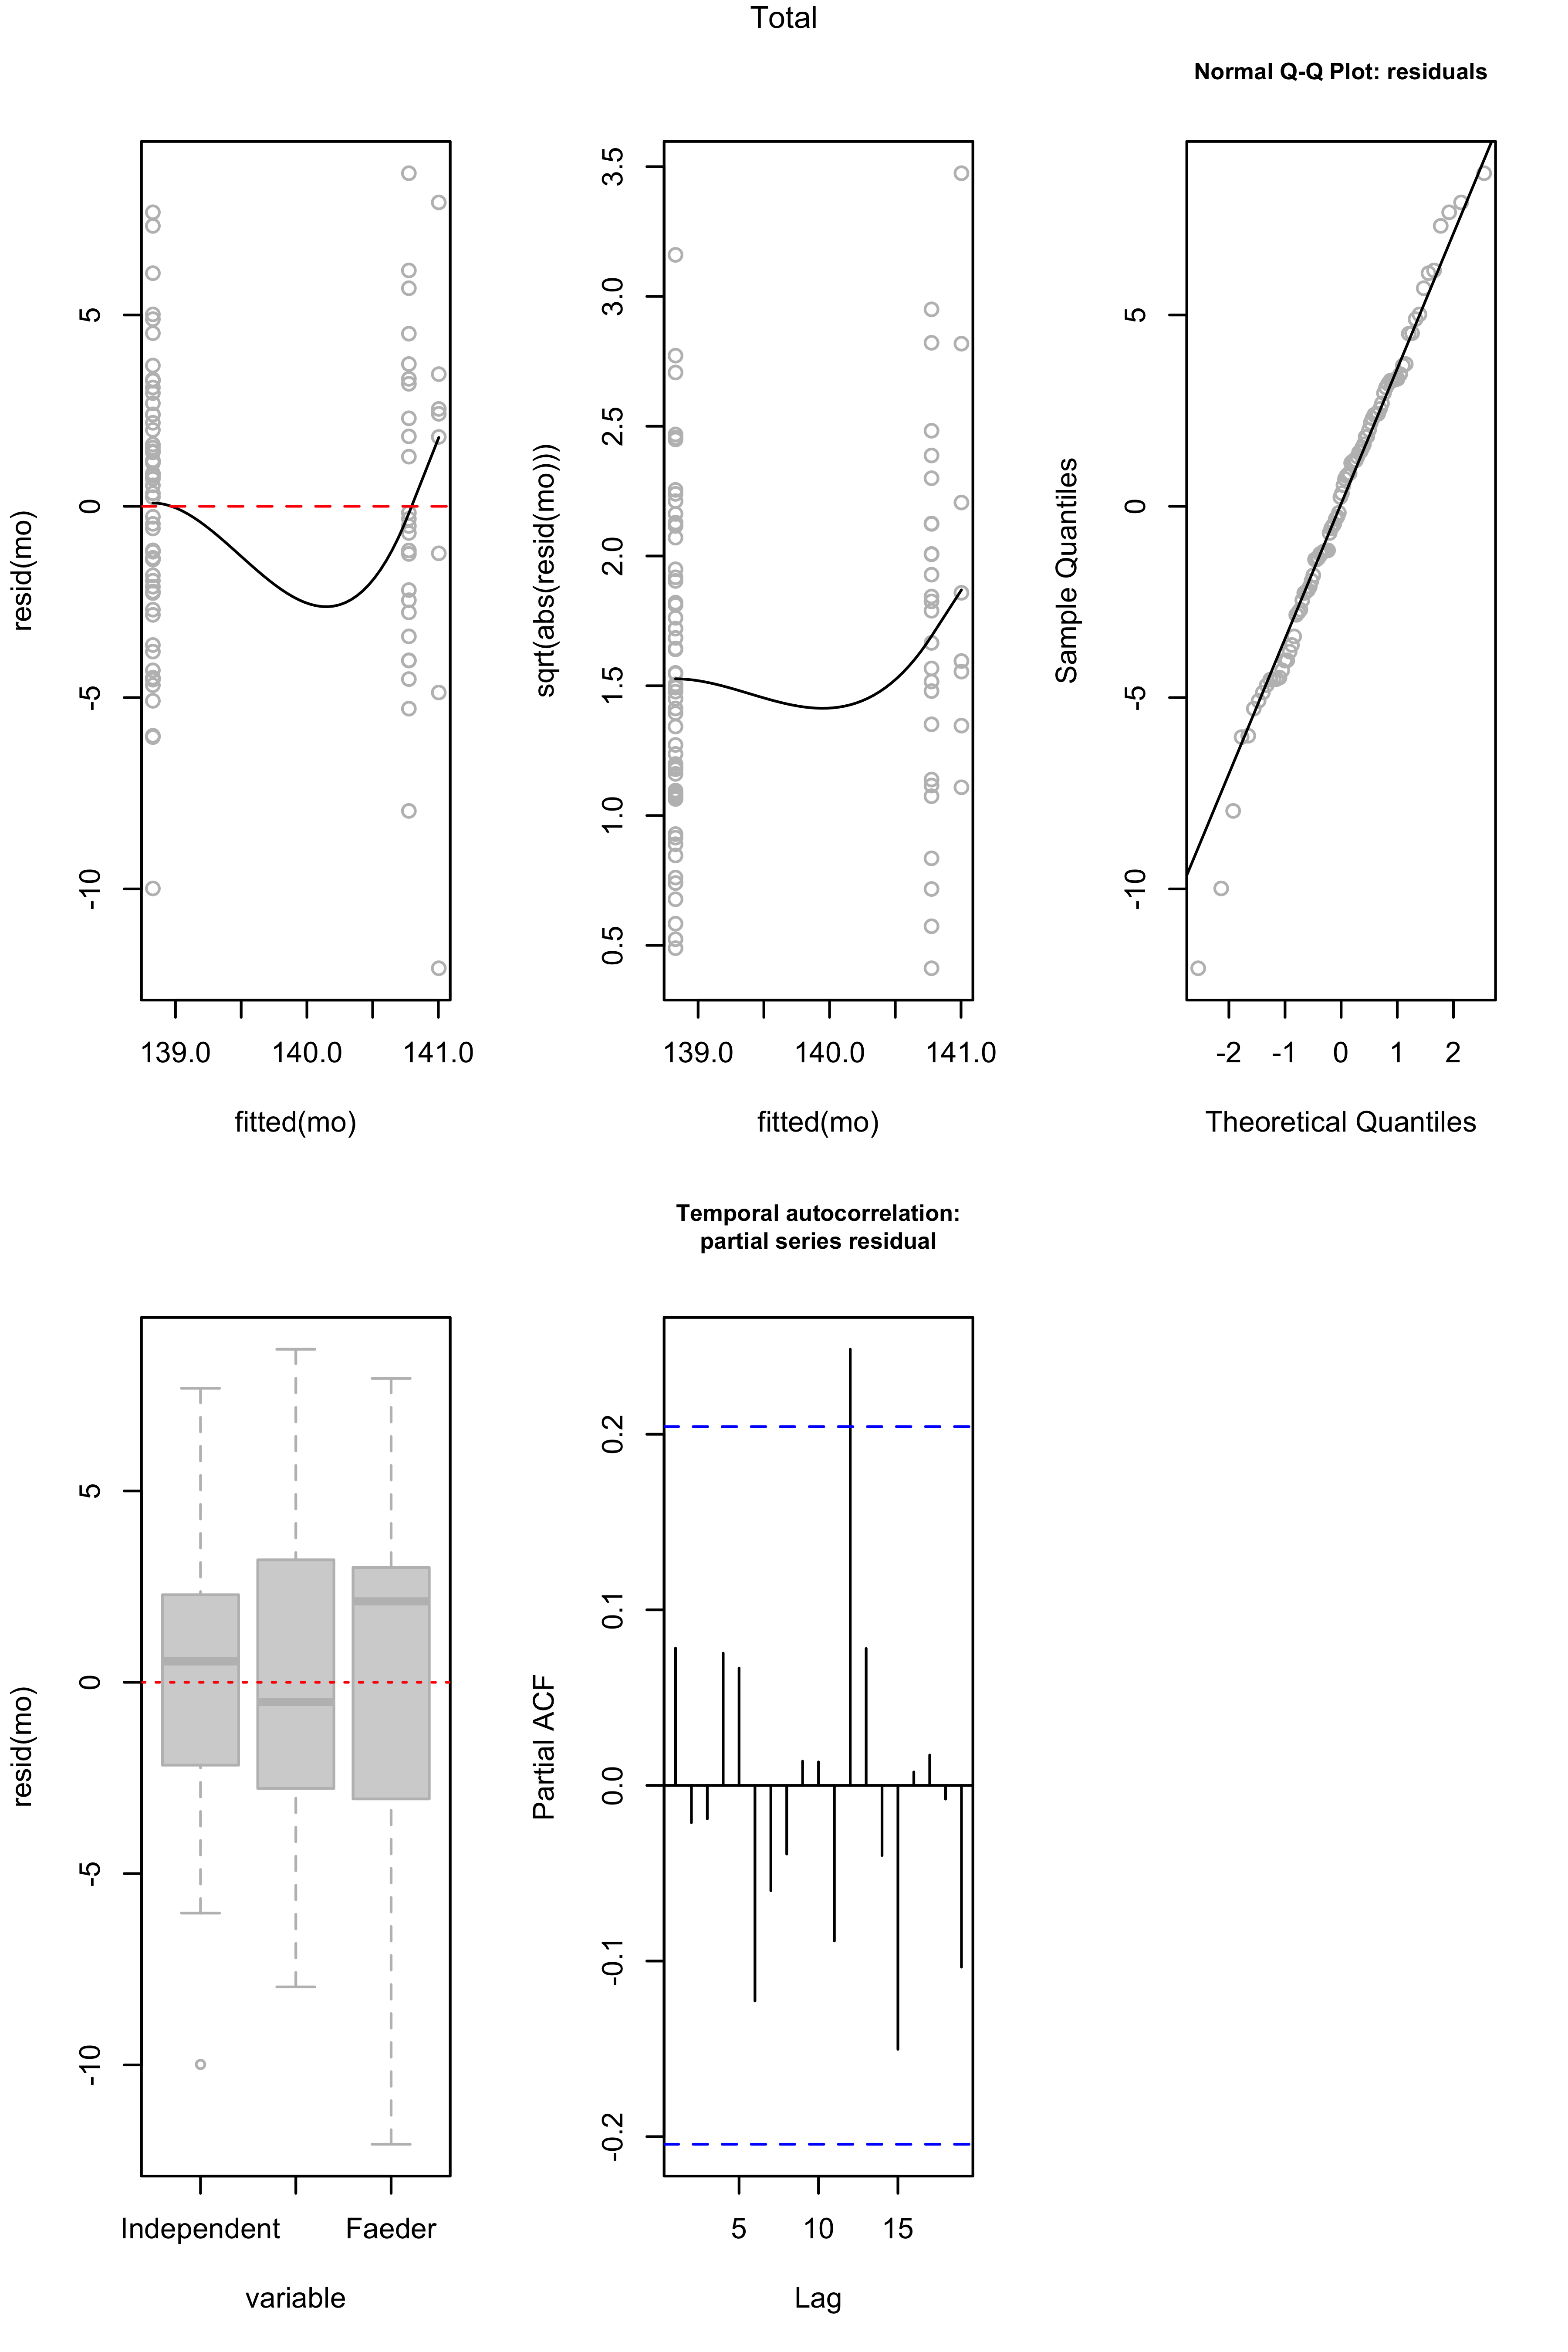 Total
resid(mo)
5
0
-5
-10
139.0 140.0 141.0
fitted(mo)
sqrt(abs(resid(mo)))
3.5
3.0
2.5
2.0
1.5
1.0
0.5
139.0 140.0 141.0
fitted(mo)
Normal Q-Q Plot: residuals
Sample Quantiles
5
0
-5
-10
-2 -1 0 1 2
Theoretical Quantiles
resid(mo)
5
0
-5
-10
Independent Faeder
variable
Temporal autocorrelation:
partial series residual
Partial ACF
0.2
0.1
0.0
-0.1
-0.2
5 10 15
Lag